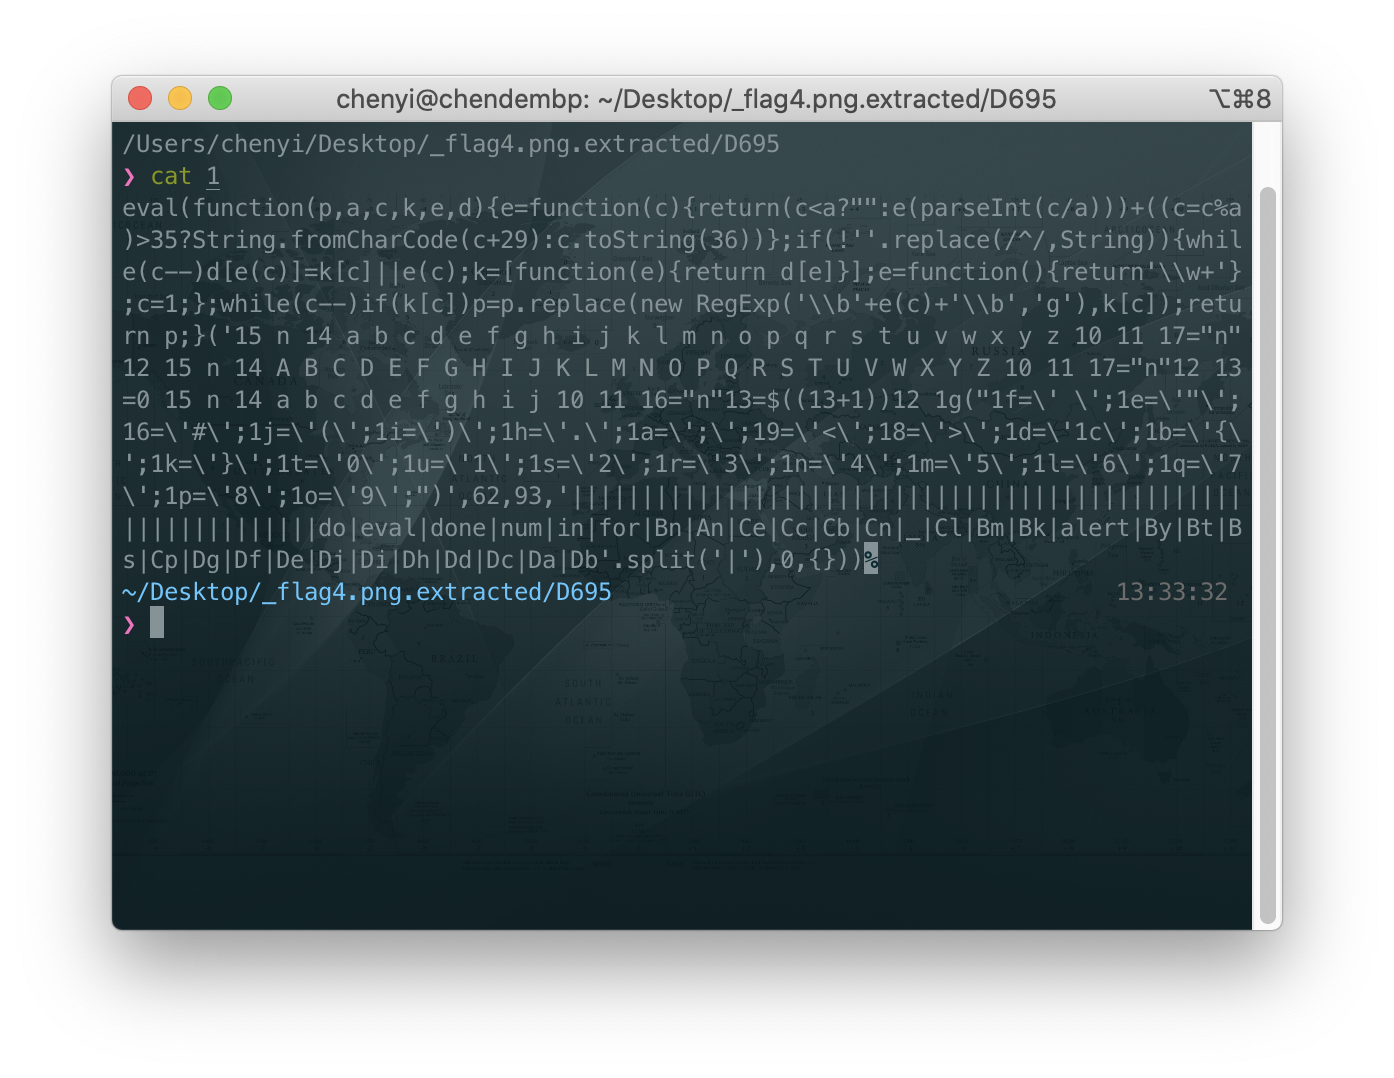 chenyi@chendembp: ~/Desktop/_flag4.png.extracted/D695 ⌥⌘8
/Users/chenyi/Desktop/_flag4.png.extracted/D695
❯ cat 1
eval(function(p,a,c,k,e,d){e=function(c){return(c<a?"":e(parseInt(c/a)))+((c=c%a
)>35?String.fromCharCode(c+29):c.toString(36))};if(!''.replace(/^/,String)){whil
e(c--)d[e(c)]=k[c]||e(c);k=[function(e){return d[e]}];e=function(){return'\\w+'}
;c=1;};while(c--)if(k[c])p=p.replace(new RegExp('\\b'+e(c)+'\\b','g'),k[c]);retu
rn p;}('15 n 14 a b c d e f g h i j k l m n o p q r s t u v w x y z 10 11 17="n"
12 15 n 14 A B C D E F G H I J K L M N O P Q R S T U V W X Y Z 10 11 17="n"12 13
=0 15 n 14 a b c d e f g h i j 10 11 16="n"13=$((13+1))12 1g("1f=\' \';1e=\'"\';
16=\'#\';1j=\'(\';1i=\')\';1h=\'.\';1a=\';\';19=\'<\';18=\'>\';1d=\'1c\';1b=\'{\
';1k=\'}\';1t=\'0\';1u=\'1\';1s=\'2\';1r=\'3\';1n=\'4\';1m=\'5\';1l=\'6\';1q=\'7
\';1p=\'8\';1o=\'9\';")',62,93,'||||||||||||||||||||||||||||||||||||||||||||||||
||||||||||||||do|eval|done|num|in|for|Bn|An|Ce|Cc|Cb|Cn|_|Cl|Bm|Bk|alert|By|Bt|B
s|Cp|Dg|Df|De|Dj|Di|Dh|Dd|Dc|Da|Db'.split('|'),0,{}))%
~/Desktop/_flag4.png.extracted/D695 13:33:32
❯